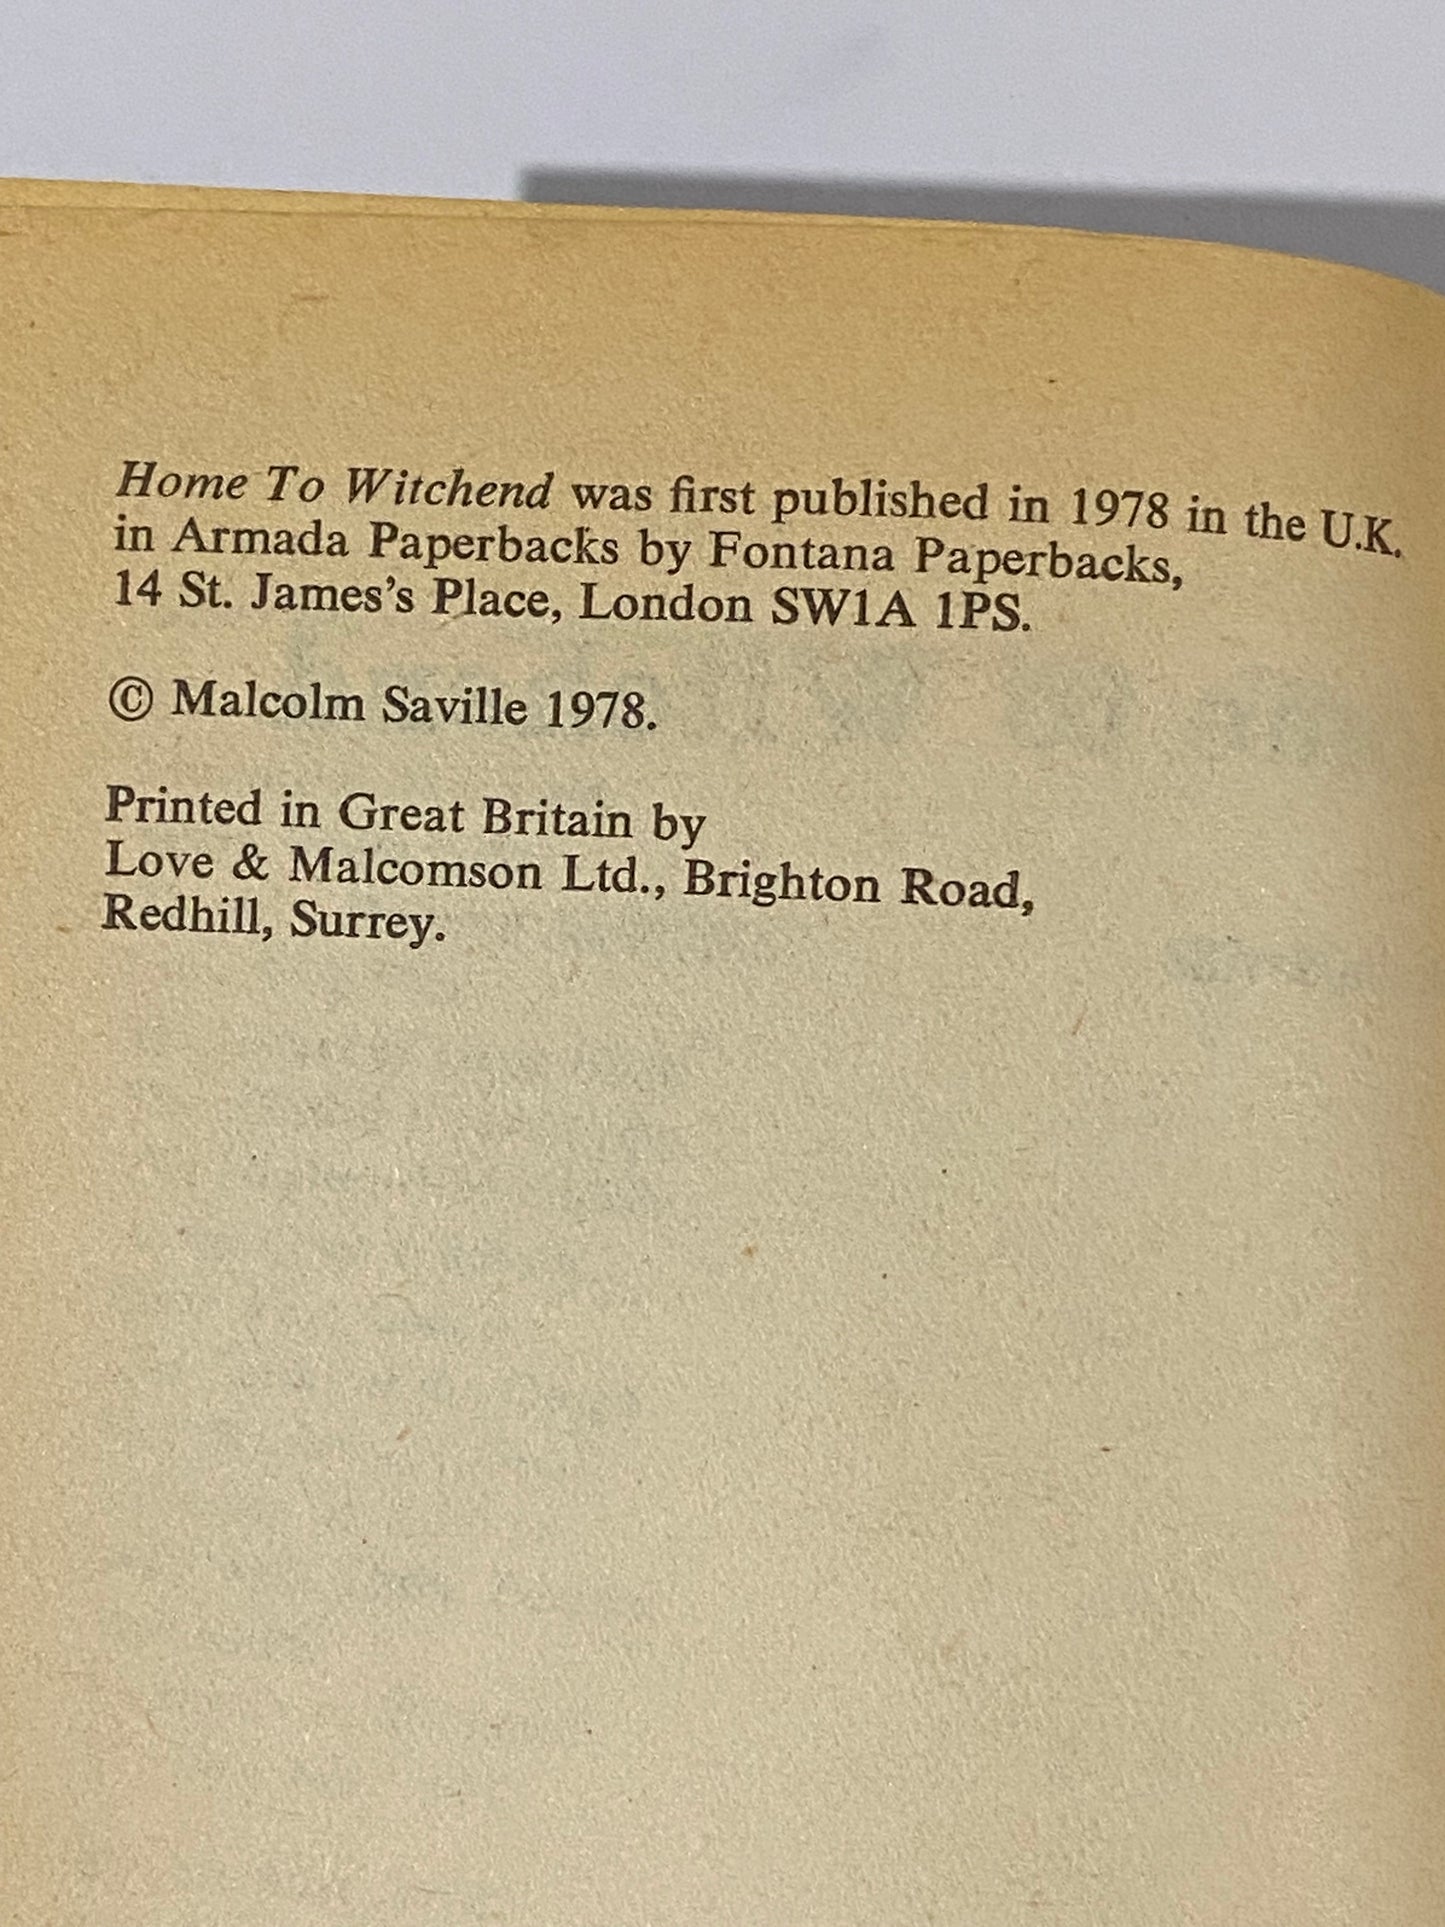 Home To Witchend was first published in 1978 in the U.K.
in Armada Paperbacks by Fontana Paperbacks,
14 St. James's Place, London SW1A 1PS.
© Malcolm Saville 1978.
Printed in Great Britain by
Love & Malcomson Ltd., Brighton Road,
Redhill, Surrey.